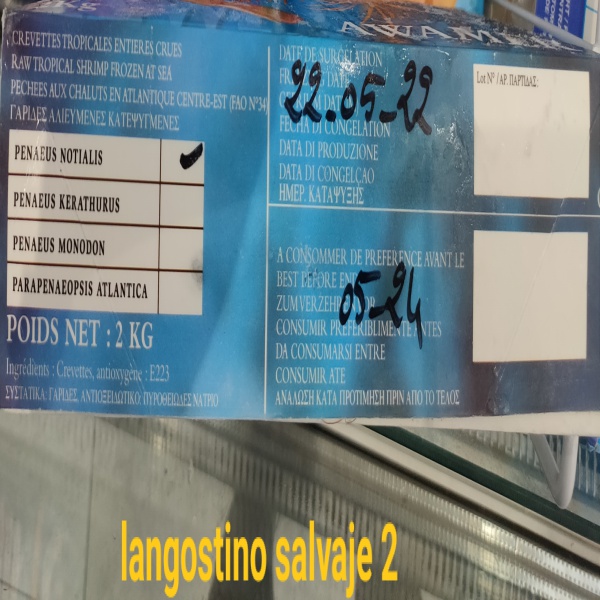 KG
AWAMER
CREVETTES TROPICALES ENTIERES CRUES
RAW TROPICAL SHRIMP FROZEN AT SEA
PECHEES AUX CHALUTS EN ATLANTIQUE CENTRE-EST (FAO N°34)
ΓΑΡΙΔΕΣ ΑΛΙΕΥΜΕΝΕΣ ΚΑΤΕΨΥΓΜΕΝΕΣ
PENAEUS NOTIALIS
PENAEUS KERATHURUS
PENAEUS MONODON
PARAPENAEOPSIS ATLANTICA
POIDS NET : 2 KG
Ingrédients : Crevettes, antioxygène : E223
ΣΥΣΤΑΤΙΚΑ: ΓΑΡΙΔΕΣ, ΑΝΤΙΟΞΕΙΔΩΤΙΚΟ: ΠΥΡΟΘΕΙΩΔΕΣ ΝΑΤΡΙΟ
DATE DE SURGELATION
22.05-22
FECHA DI CONGELATION
DATA DI PRODUZIONE
DATA DI CONGELÇAO
ΗΜΕΡ. ΚΑΤΑΨΥΞΗΣ
Lot N° / ΑΡ. ΠΑΡΤΙΔΑΣ:
A CONSOMMER DE PREFERENCE AVANT LE
BEST BEFORE
05-24
CONSUMIR PREFERIBLIMENTE ANTES
DA CONSUMARSI ENTRE
CONSUMIR ATE
ΑΝΑΛΩΣΗ ΚΑΤΑ ΠΡΟΤΙΜΗΣΗ ΠΡΙΝ ΑΠΟ ΤΟ ΤΕΛΟΣ
langostino salvaje 2